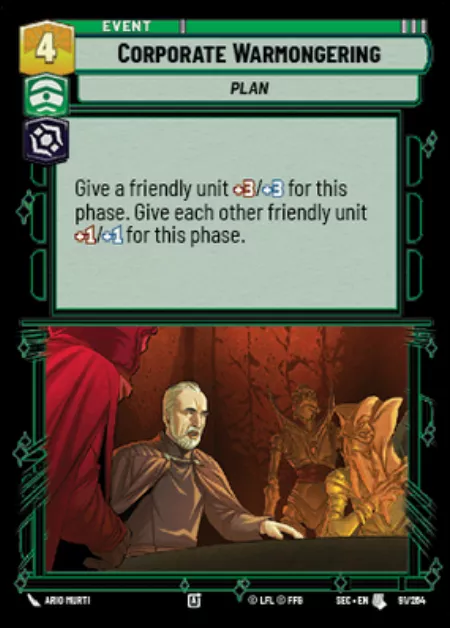 EVENT
4
CORPORATE WARMONGERING
PLAN
Give a friendly unit +3/+3 for this
phase. Give each other friendly unit
+1/+1 for this phase.
ARIO MURTI
A
© LFL © FFG
SEC • EN
91/264